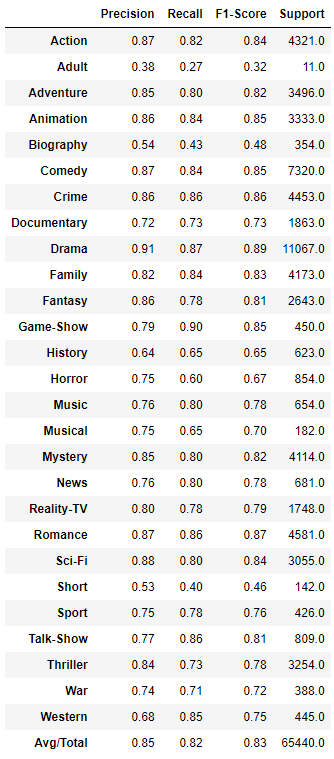 Precision Recall F1-Score Support
Action 0.87 0.82 0.84 4321.0
Adult 0.38 0.27 0.32 11.0
Adventure 0.85 0.80 0.82 3496.0
Animation 0.86 0.84 0.85 3333.0
Biography 0.54 0.43 0.48 354.0
Comedy 0.87 0.84 0.85 7320.0
Crime 0.86 0.86 0.86 4453.0
Documentary 0.72 0.73 0.73 1863.0
Drama 0.91 0.87 0.89 11067.0
Family 0.82 0.84 0.83 4173.0
Fantasy 0.86 0.78 0.81 2643.0
Game-Show 0.79 0.90 0.85 450.0
History 0.64 0.65 0.65 623.0
Horror 0.75 0.60 0.67 854.0
Music 0.76 0.80 0.78 654.0
Musical 0.75 0.65 0.70 182.0
Mystery 0.85 0.80 0.82 4114.0
News 0.76 0.80 0.78 681.0
Reality-TV 0.80 0.78 0.79 1748.0
Romance 0.87 0.86 0.87 4581.0
Sci-Fi 0.88 0.80 0.84 3055.0
Short 0.53 0.40 0.46 142.0
Sport 0.75 0.78 0.76 426.0
Talk-Show 0.77 0.86 0.81 809.0
Thriller 0.84 0.73 0.78 3254.0
War 0.74 0.71 0.72 388.0
Western 0.68 0.85 0.75 445.0
Avg/Total 0.85 0.82 0.83 65440.0